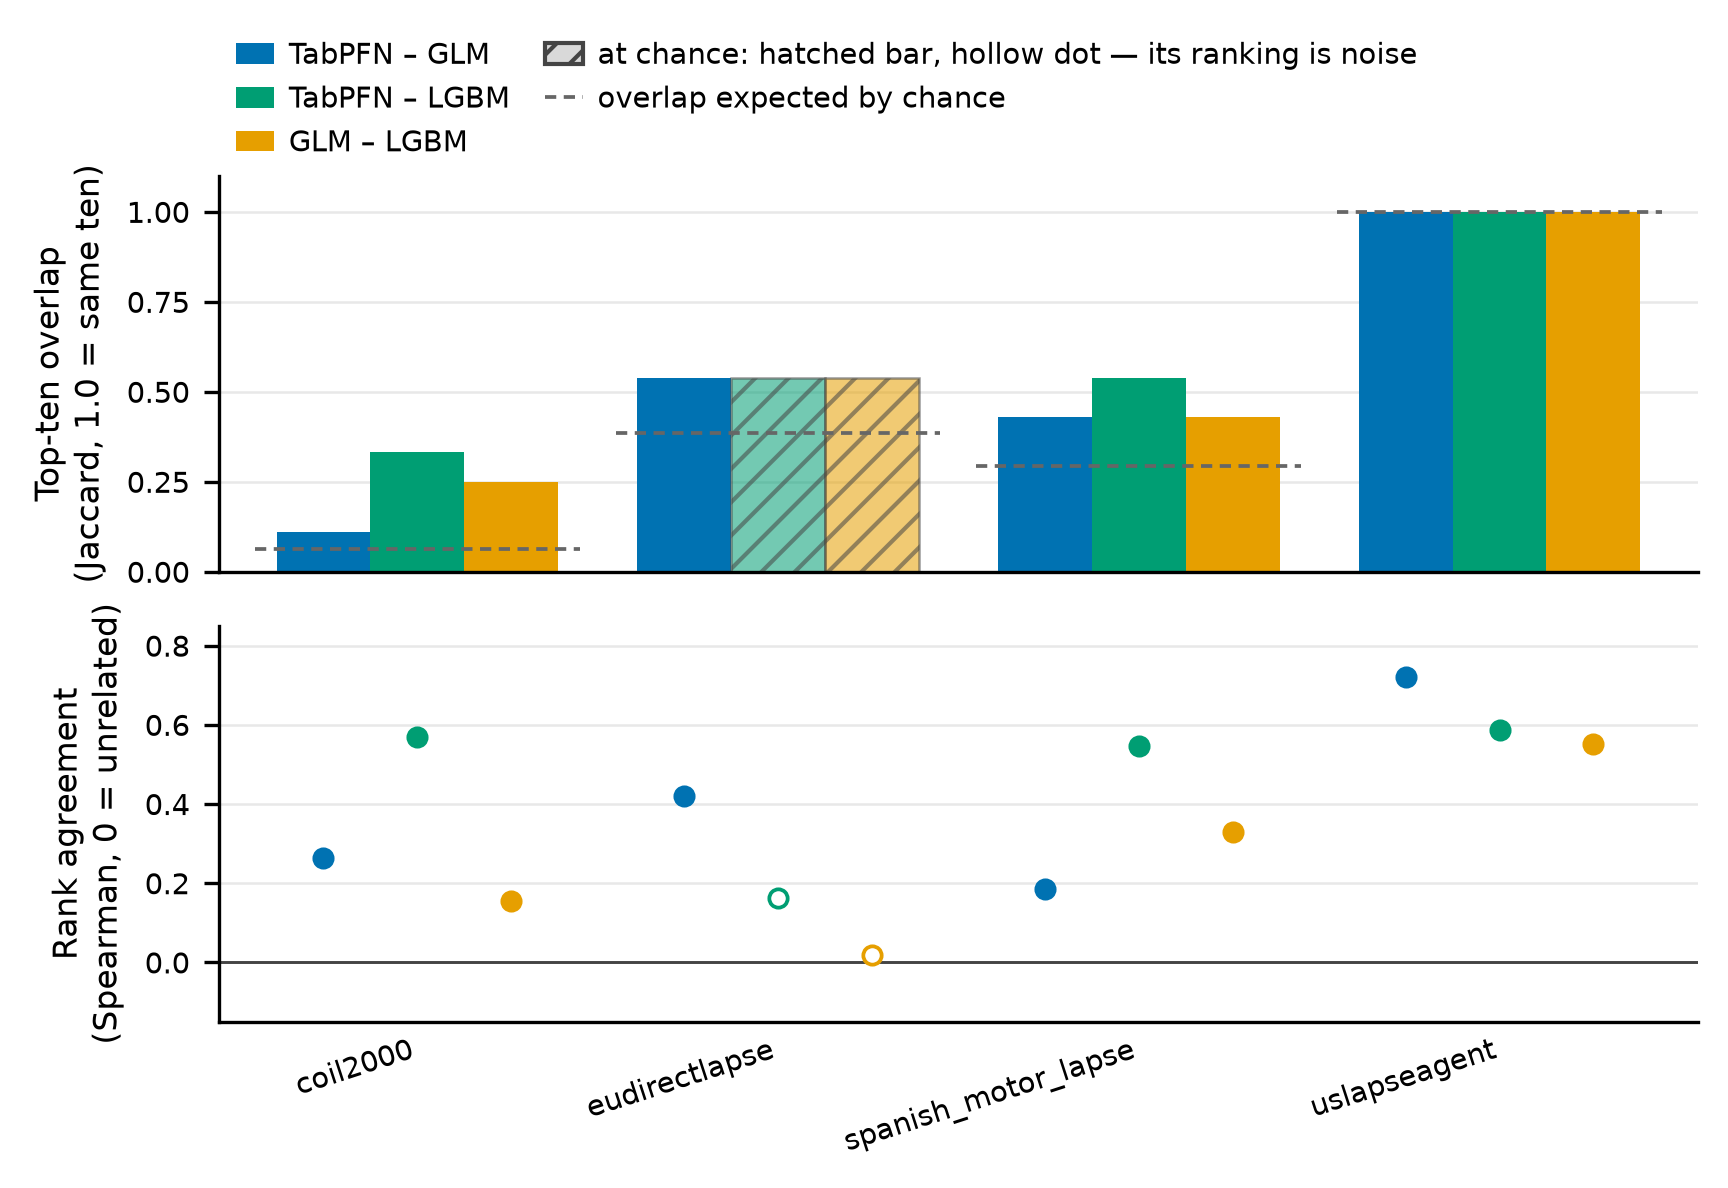 TabPFN – GLM
TabPFN – LGBM
GLM – LGBM
at chance: hatched bar, hollow dot — its ranking is noise
overlap expected by chance
Top-ten overlap
(Jaccard, 1.0 = same ten)
1.00
0.75
0.50
0.25
0.00
Rank agreement
(Spearman, 0 = unrelated)
0.8
0.6
0.4
0.2
0.0
coil2000
eudirectlapse
spanish_motor_lapse
uslapseagent